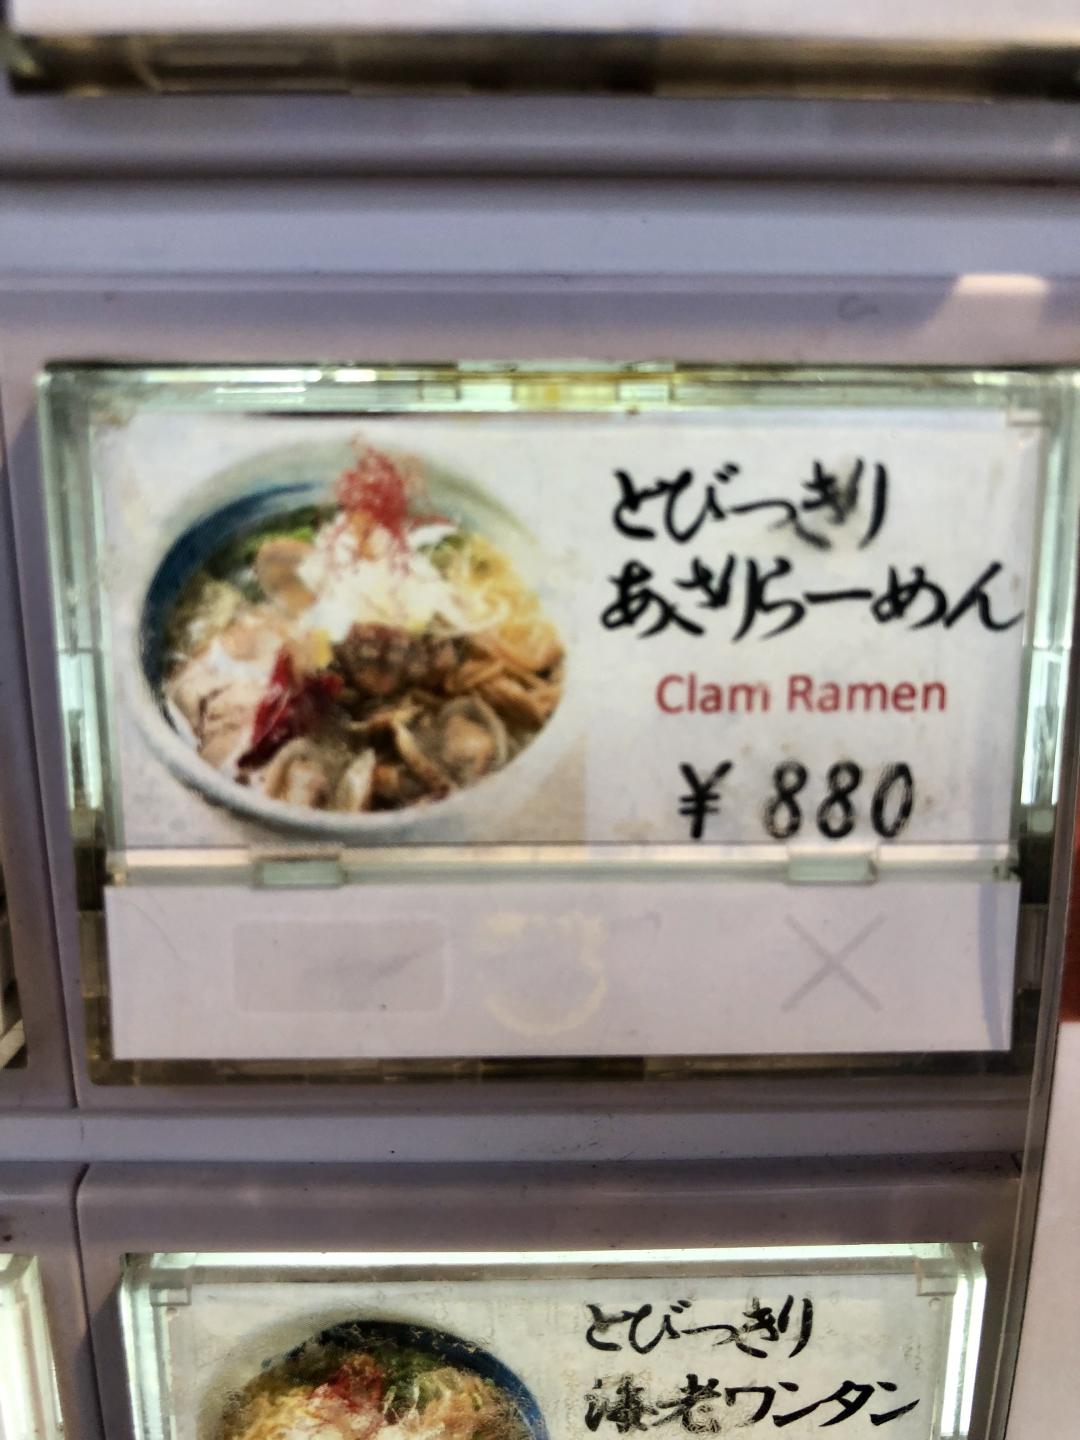 とびっきり
あさりらーめん
Clam Ramen
¥ 880
とびっきり
海老ワンタン